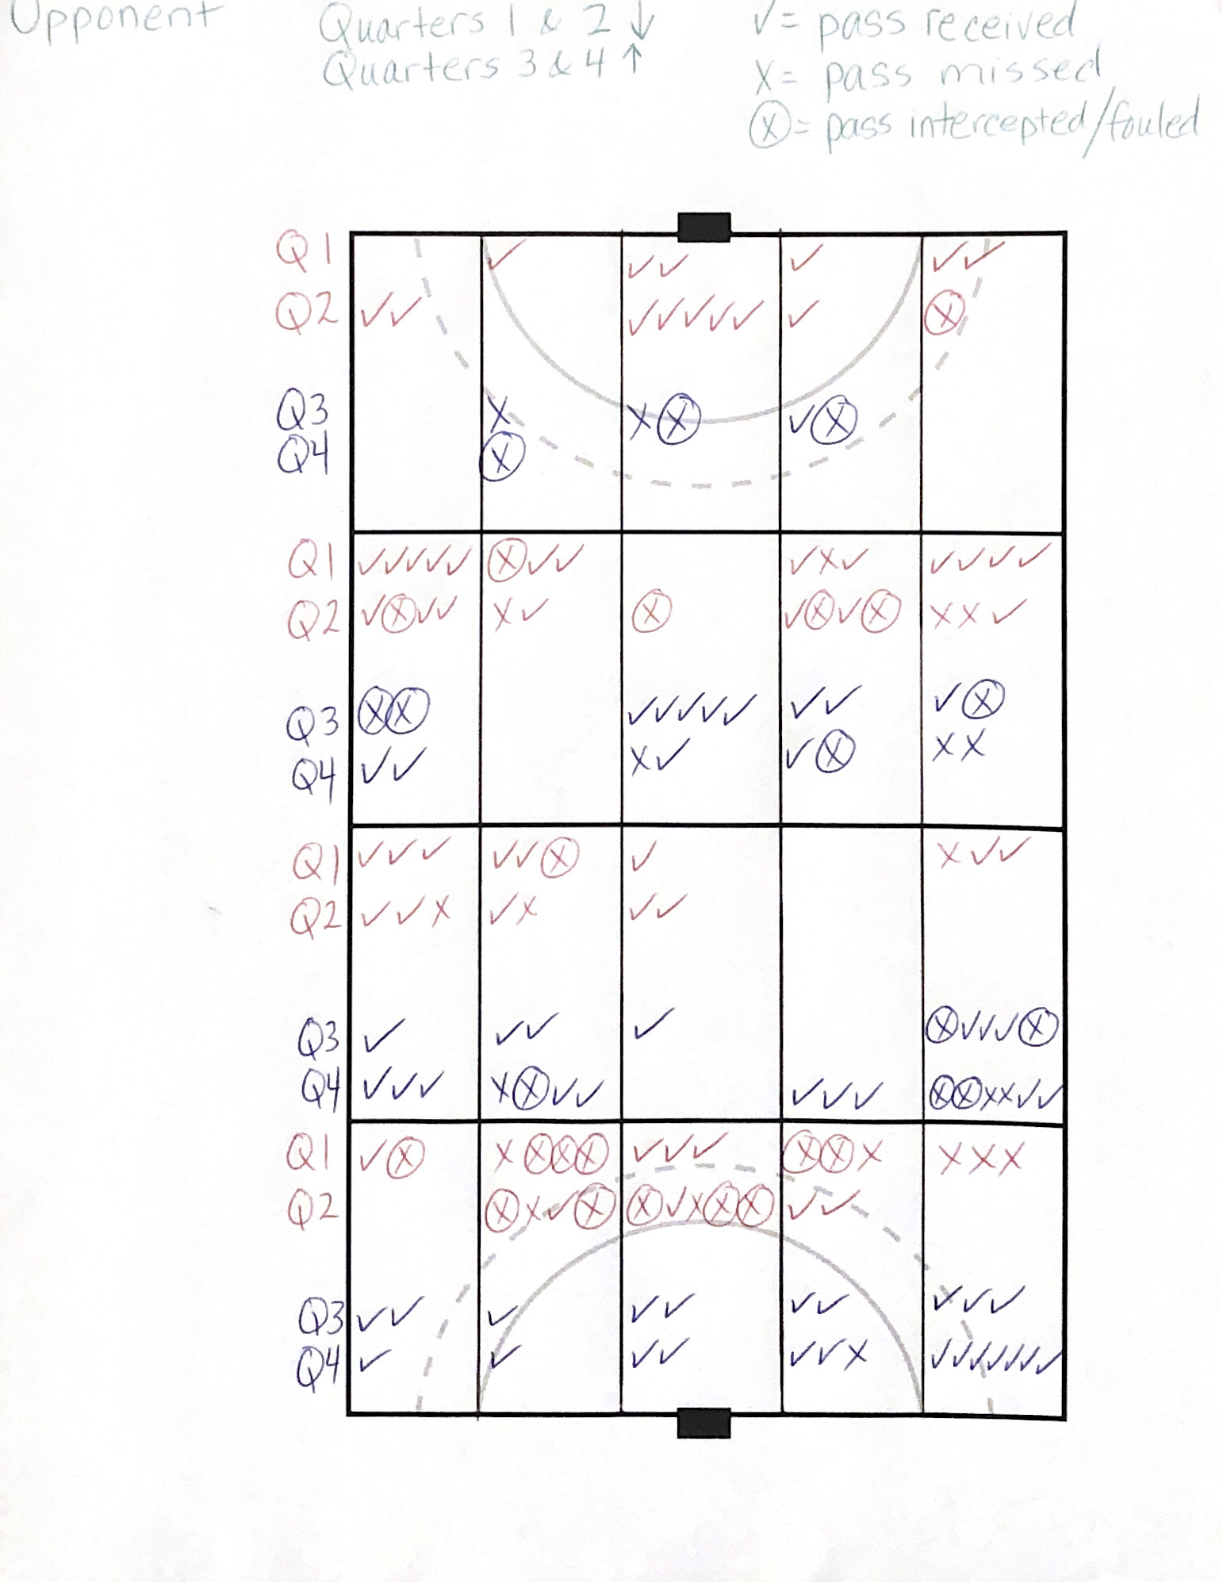 Opponent
Quarters 1 & 2 ↓
Quarters 3 & 4 ↑
✓= pass received
X= pass missed
ⓧ= pass intercepted/fouled
Q1 ✓ ✓✓ ✓ ✓✓
Q2 ✓✓ ✓✓✓✓✓ ✓ ⓧ
Q3 X Xⓧ ✓ⓧ
Q4 ⓧ
Q1 ✓✓✓✓✓ ⓧ✓✓ ✓X✓ ✓✓✓✓
Q2 ✓ⓧ✓✓ X✓ ⓧ ✓ⓧ✓ⓧ XX✓
Q3 ⓧⓧ ✓✓✓✓✓ ✓✓ ✓ⓧ
Q4 ✓✓ X✓ ✓ⓧ XX
Q1 ✓✓✓ ✓✓ⓧ ✓ X✓✓
Q2 ✓✓X ✓X ✓✓
Q3 ✓ ✓✓ ✓ ⓧ✓✓✓ⓧ
Q4 ✓✓✓ Xⓧ✓✓ ✓✓✓ ⓧⓧXX✓✓
Q1 ✓ⓧ Xⓧⓧⓧ ✓✓✓ ⓧⓧX XXX
Q2 ⓧX✓ⓧ ⓧ✓Xⓧⓧ ✓✓
Q3 ✓✓ ✓ ✓✓ ✓✓ ✓✓✓
Q4 ✓ ✓ ✓✓ ✓✓X ✓✓✓✓✓✓